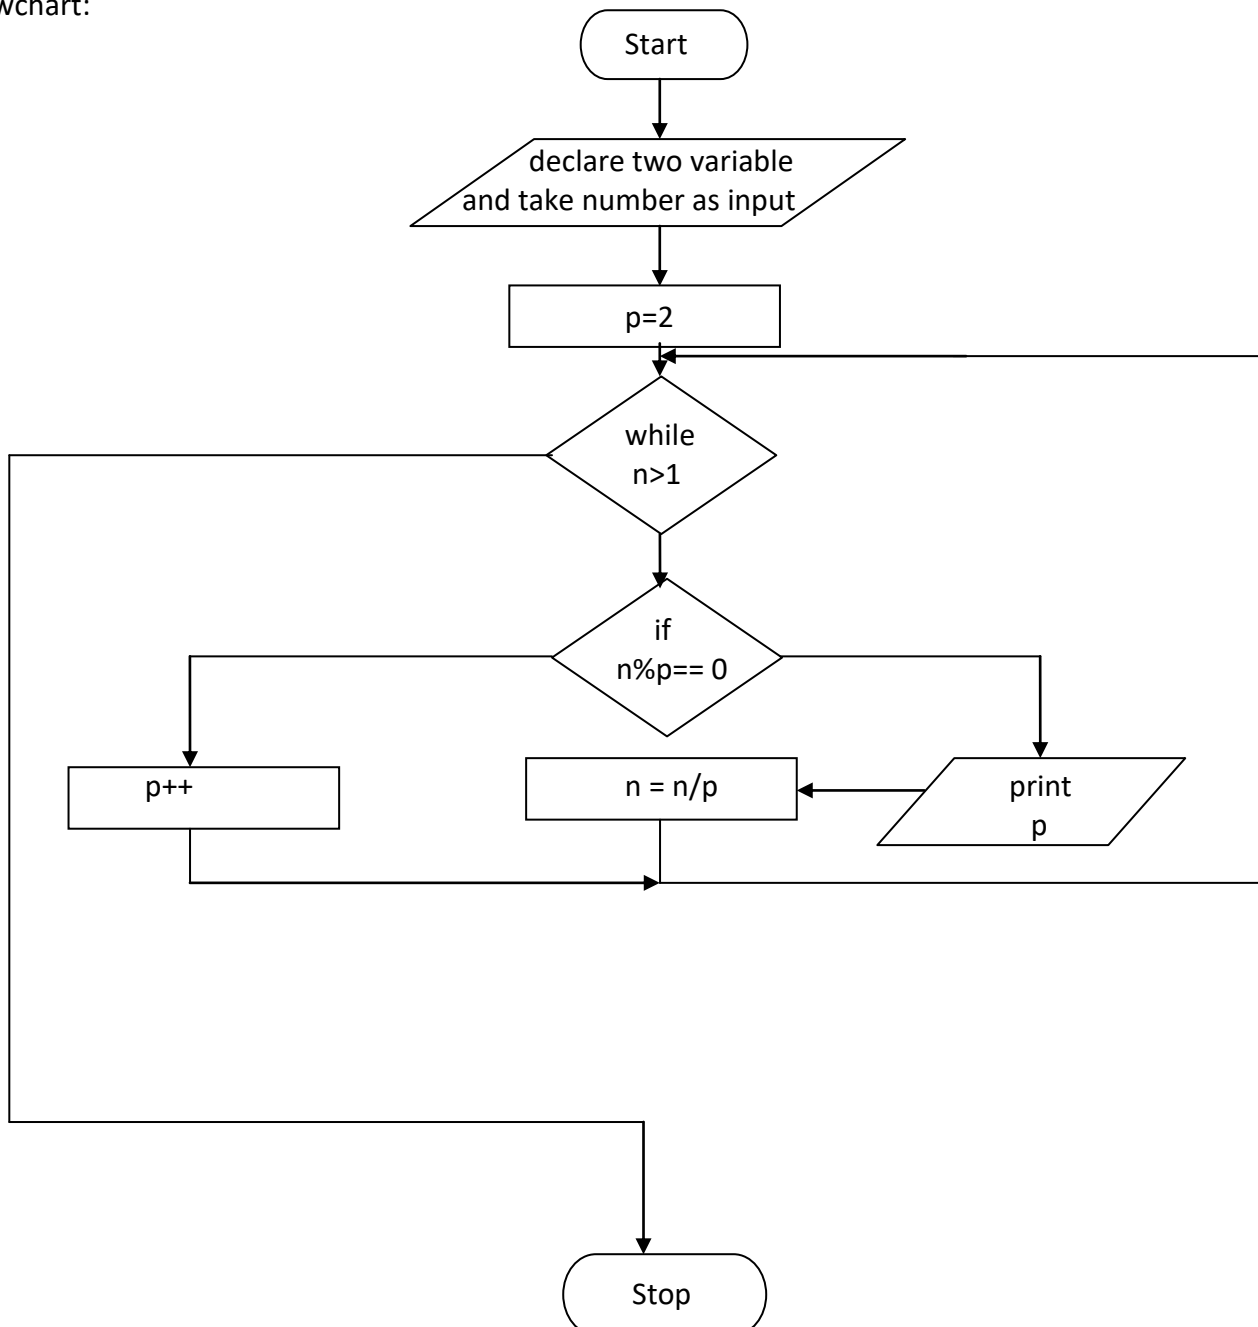 wchart:
Start
declare two variable
and take number as input
p=2
while
n>1
if
n%p== 0
p++
n = n/p
print
p
Stop